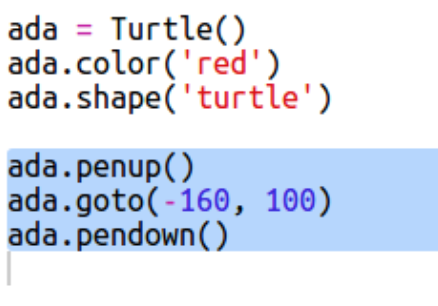 ada = Turtle()
ada.color('red')
ada.shape('turtle')
ada.penup()
ada.goto(-160, 100)
ada.pendown()